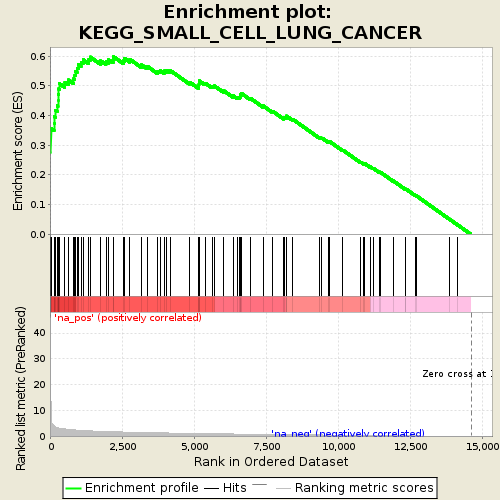 Enrichment plot:
KEGG_SMALL_CELL_LUNG_CANCER
Enrichment score (ES)
0.6
0.5
0.4
0.3
0.2
0.1
0.0
'na_pos' (positively correlated)
Ranked list metric (PreRanked)
40
30
20
10
0
Zero cross at 1
'na_neg' (negatively correlated)
0
2,500
5,000
7,500
10,000
12,500
15,000
Rank in Ordered Dataset
Enrichment profile
Hits
Ranking metric scores